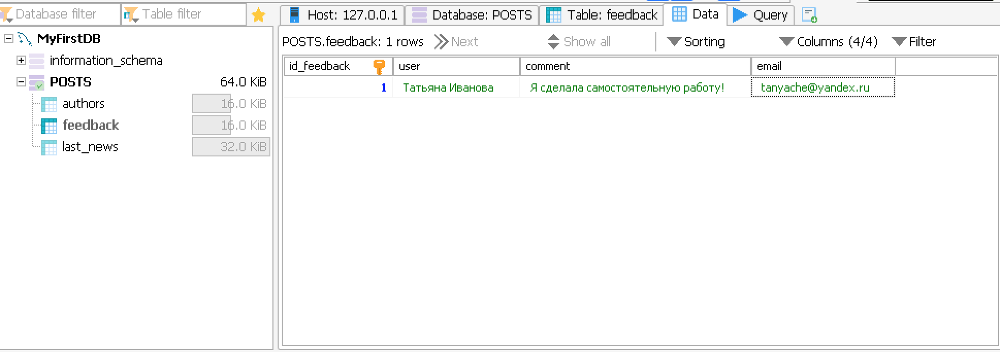 Database filter Table filter
Host: 127.0.0.1 Database: POSTS Table: feedback Data Query
MyFirstDB
information_schema
POSTS 64.0 KiB
authors 16.0 KiB
feedback 16.0 KiB
last_news 32.0 KiB
POSTS.feedback: 1 rows Next Show all Sorting Columns (4/4) Filter
id_feedback user comment email
1 Татьяна Иванова Я сделала самостоятельную работу! tanyache@yandex.ru